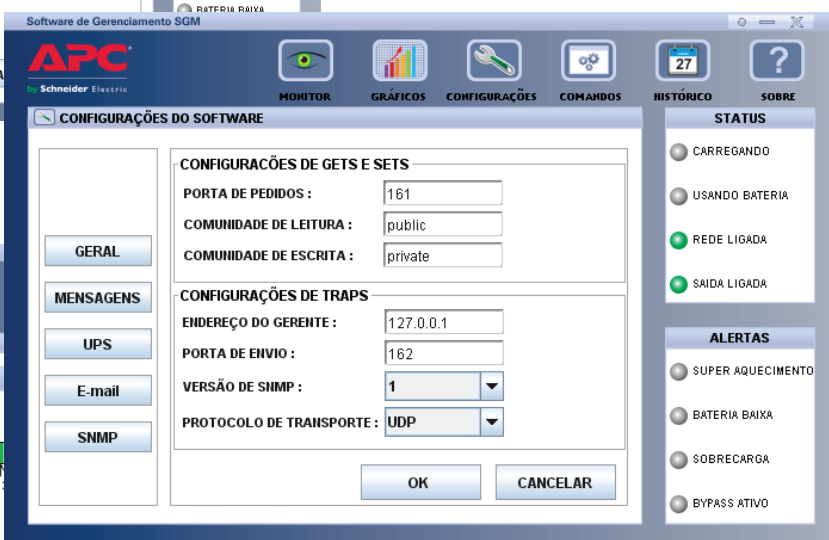 BATERIA BAIXA
Software de Gerenciamento SGM
APC
by Schneider Electric
27
?
MONITOR
GRÁFICOS
CONFIGURAÇÕES
COMANDOS
HISTÓRICO
SOBRE
CONFIGURAÇÕES DO SOFTWARE
GERAL
MENSAGENS
UPS
E-mail
SNMP
CONFIGURACÕES DE GETS E SETS
PORTA DE PEDIDOS : 161
COMUNIDADE DE LEITURA : public
COMUNIDADE DE ESCRITA : private
CONFIGURAÇÕES DE TRAPS
ENDEREÇO DO GERENTE : 127.0.0.1
PORTA DE ENVIO : 162
VERSÃO DE SNMP : 1
PROTOCOLO DE TRANSPORTE : UDP
OK
CANCELAR
STATUS
CARREGANDO
USANDO BATERIA
REDE LIGADA
SAIDA LIGADA
ALERTAS
SUPER AQUECIMENTO
BATERIA BAIXA
SOBRECARGA
BYPASS ATIVO